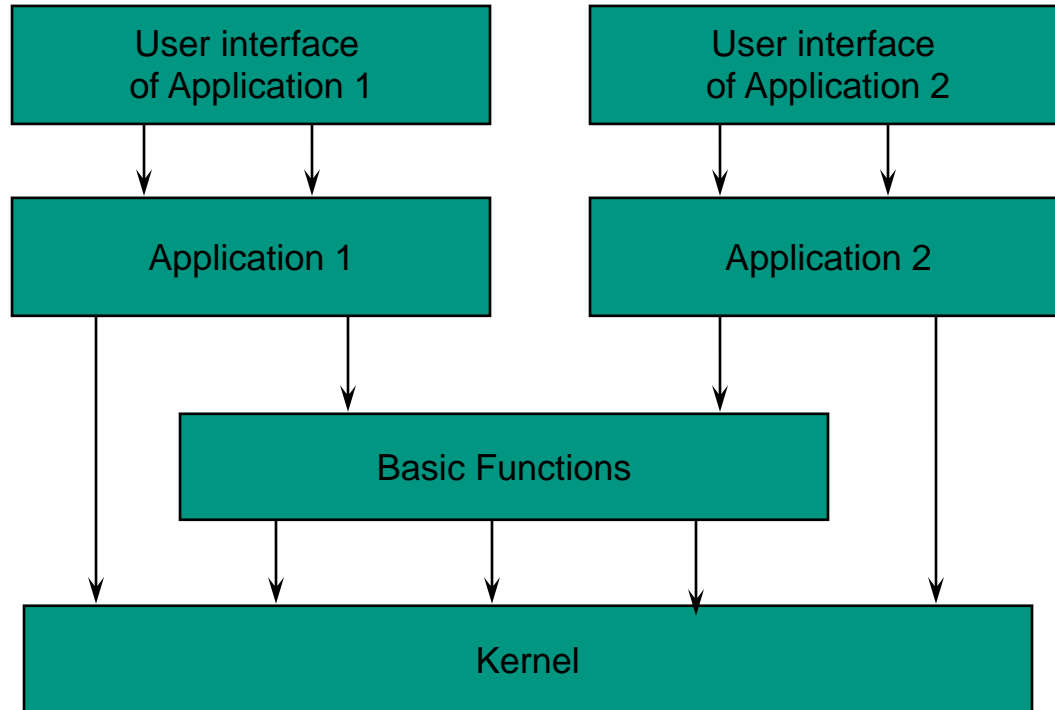 User interface
of Application 1
User interface
of Application 2
Application 1
Application 2
Basic Functions
Kernel